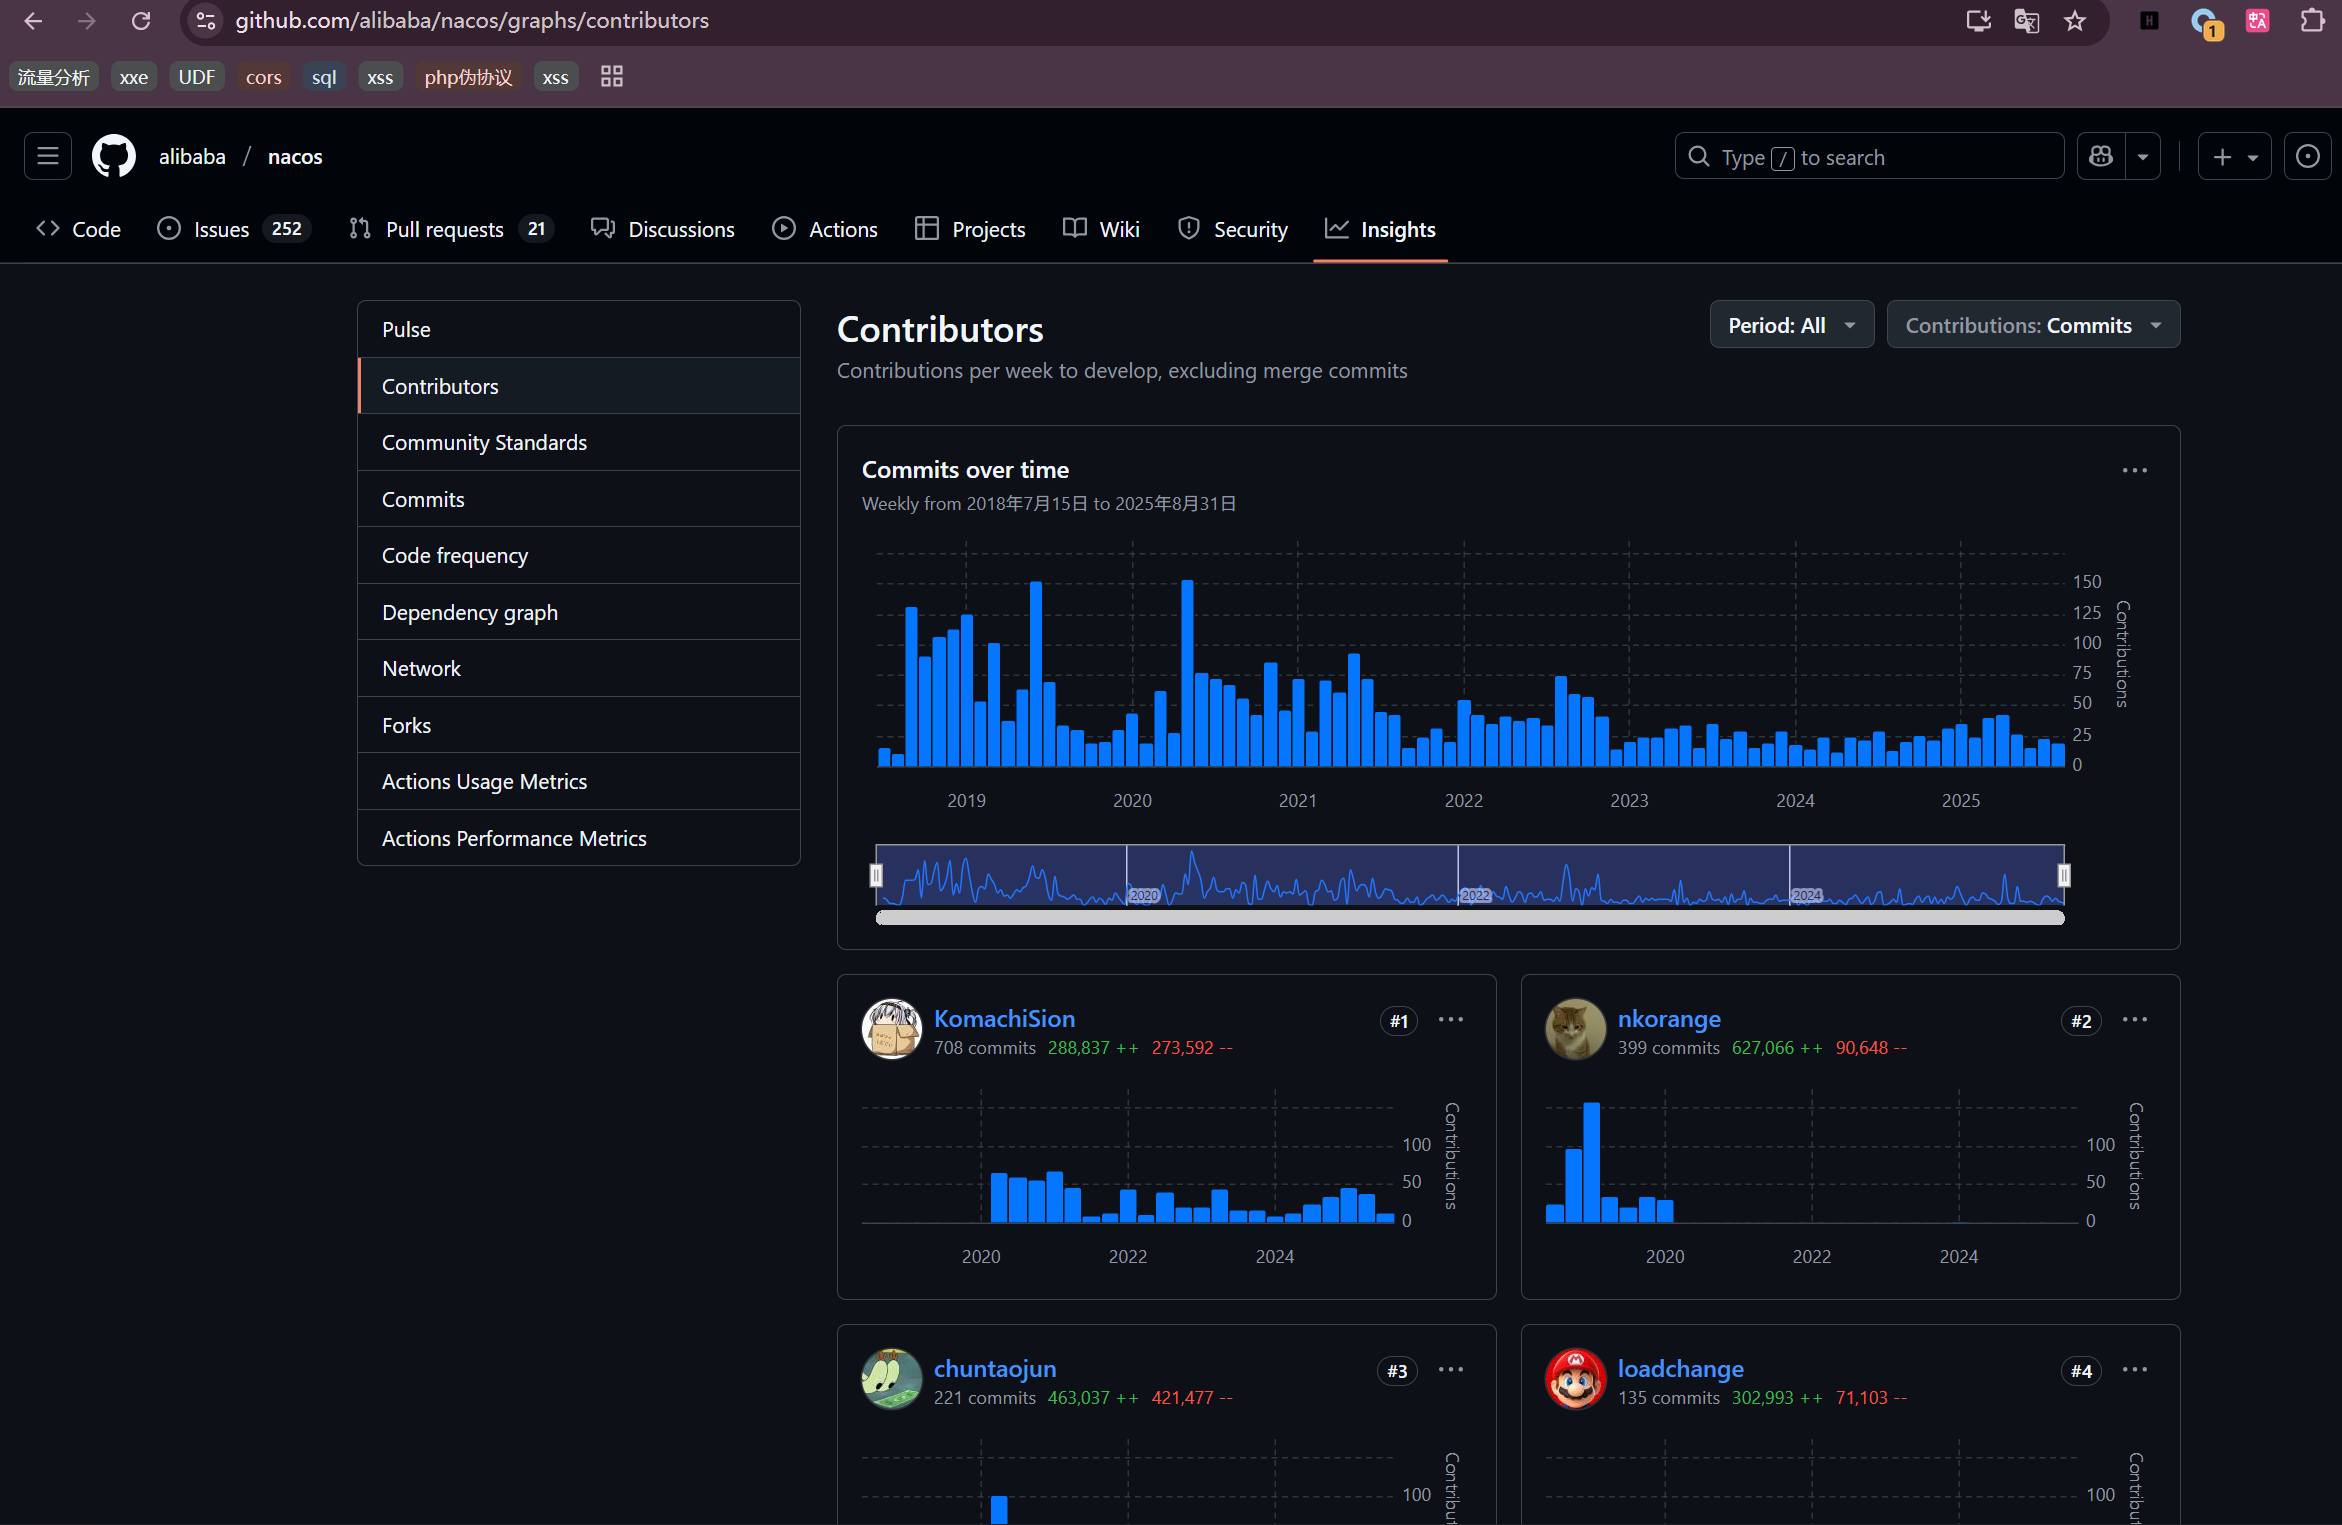 github.com/alibaba/nacos/graphs/contributors
1
流量分析 xxe UDF cors sql xss php伪协议 xss
alibaba / nacos
Type / to search
Code Issues 252 Pull requests 21 Discussions Actions Projects Wiki Security Insights
Pulse
Contributors
Community Standards
Commits
Code frequency
Dependency graph
Network
Forks
Actions Usage Metrics
Actions Performance Metrics
Contributors
Period: All
Contributions: Commits
Contributions per week to develop, excluding merge commits
Commits over time
Weekly from 2018年7月15日 to 2025年8月31日
150
125
100
75
50
25
0
Contributions
2019 2020 2021 2022 2023 2024 2025
2020 2022 2024
KomachiSion #1
708 commits 288,837 ++ 273,592 --
100
50
0
Contributions
2020 2022 2024
nkorange #2
399 commits 627,066 ++ 90,648 --
100
50
0
Contributions
2020 2022 2024
chuntaojun #3
221 commits 463,037 ++ 421,477 --
100
Contribut
loadchange #4
135 commits 302,993 ++ 71,103 --
100
Contribut